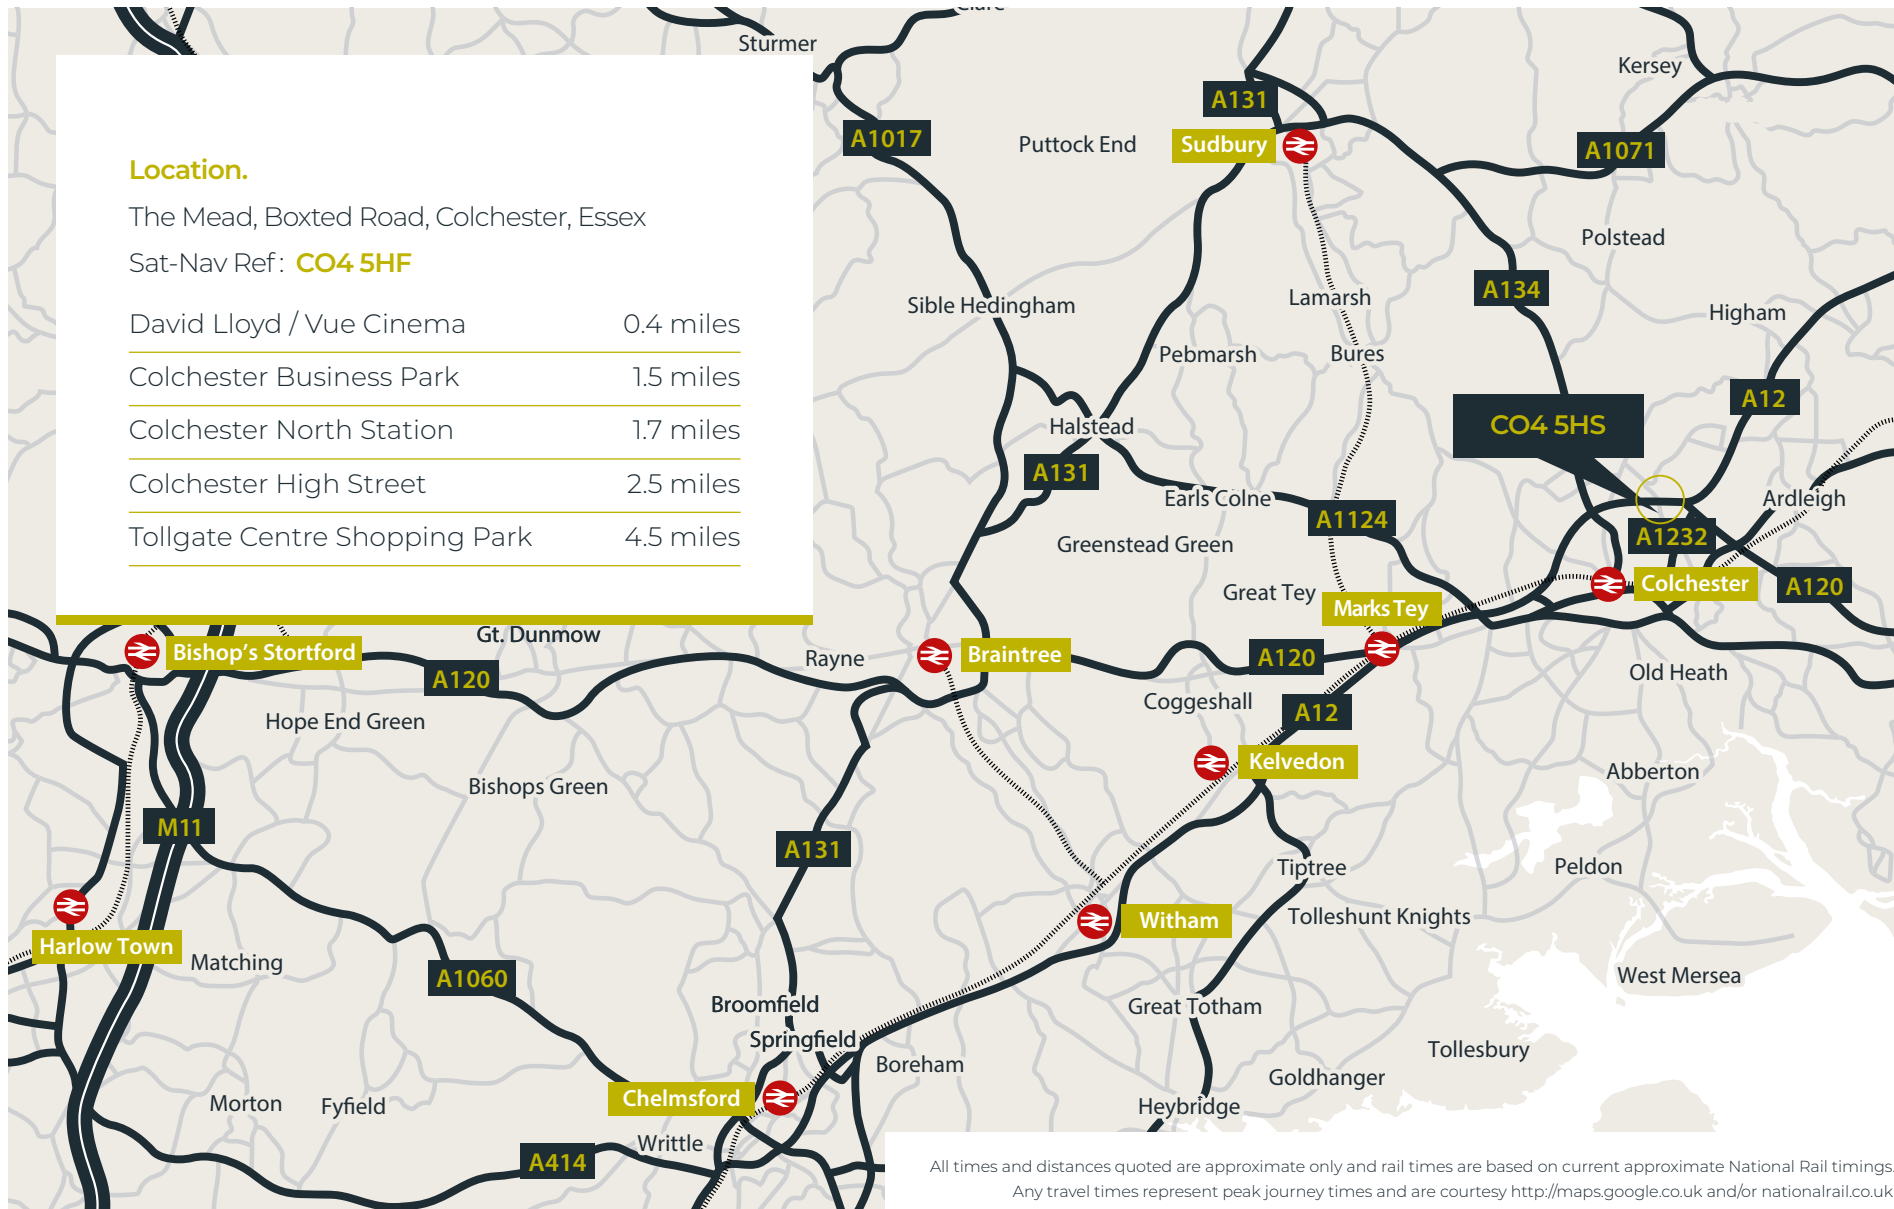 Clare
Sturmer
Kersey
A131
A1017
Puttock End
Sudbury
A1071
Location.
The Mead, Boxted Road, Colchester, Essex
Sat-Nav Ref : CO4 5HF
David Lloyd / Vue Cinema 0.4 miles
Colchester Business Park 1.5 miles
Colchester North Station 1.7 miles
Colchester High Street 2.5 miles
Tollgate Centre Shopping Park 4.5 miles
Polstead
A134
Lamarsh
Sible Hedingham
Higham
Pebmarsh
Bures
A12
CO4 5HS
Halstead
A131
Earls Colne
Ardleigh
A1124
A1232
Greenstead Green
Colchester
A120
Great Tey
Marks Tey
Gt. Dunmow
Bishop's Stortford
Rayne
Braintree
A120
A120
Old Heath
Coggeshall
A12
Hope End Green
Kelvedon
Abberton
Bishops Green
M11
A131
Tiptree
Peldon
Witham
Tolleshunt Knights
Harlow Town
Matching
A1060
West Mersea
Broomfield
Great Totham
Springfield
Tollesbury
Boreham
Goldhanger
Chelmsford
Morton
Fyfield
Heybridge
Writtle
A414
All times and distances quoted are approximate only and rail times are based on current approximate National Rail timings.
Any travel times represent peak journey times and are courtesy http://maps.google.co.uk and/or nationalrail.co.uk